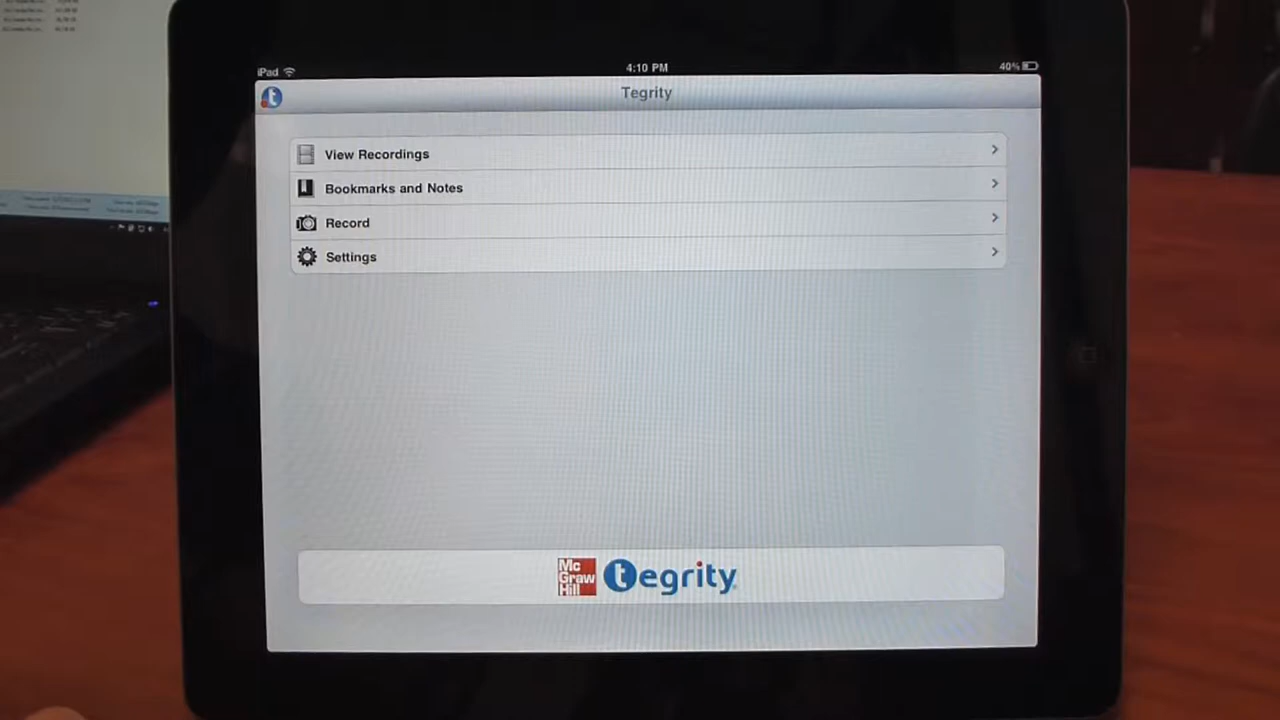 iPad 4:10 PM 40%
t Tegrity
View Recordings
Bookmarks and Notes
Record
Settings
Mc
Graw
Hill
tegrity